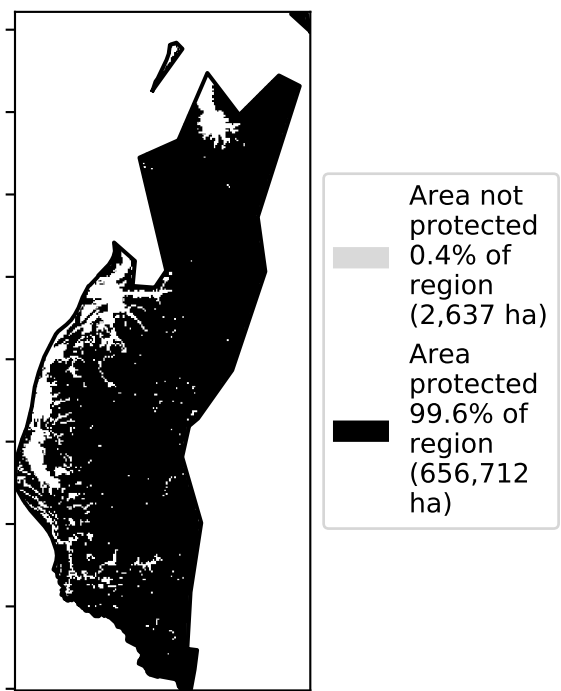 Area not
protected
0.4% of
region
(2,637 ha)
Area
protected
99.6% of
region
(656,712
ha)